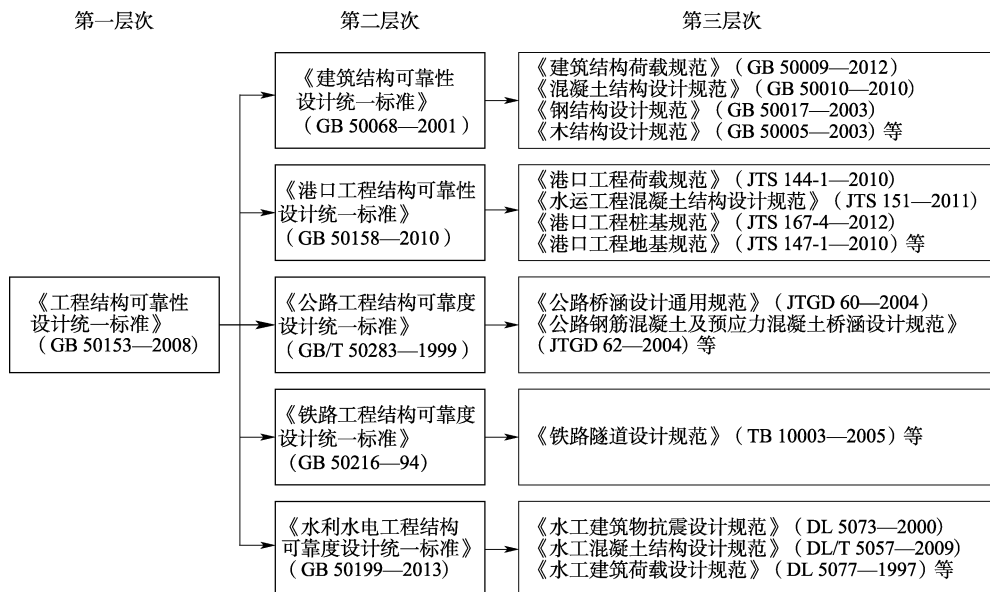 第一层次
第二层次
第三层次
《工程结构可靠性
设计统一标准》
(GB 50153—2008)
《建筑结构可靠性
设计统一标准》
(GB 50068—2001)
《建筑结构荷载规范》(GB 50009—2012)
《混凝土结构设计规范》(GB 50010—2010)
《钢结构设计规范》(GB 50017—2003)
《木结构设计规范》(GB 50005—2003)等
《港口工程结构可靠性
设计统一标准》
(GB 50158—2010)
《港口工程荷载规范》(JTS 144-1—2010)
《水运工程混凝土结构设计规范》(JTS 151—2011)
《港口工程桩基规范》(JTS 167-4—2012)
《港口工程地基规范》(JTS 147-1—2010)等
《公路工程结构可靠度
设计统一标准》
(GB/T 50283—1999)
《公路桥涵设计通用规范》(JTGD 60—2004)
《公路钢筋混凝土及预应力混凝土桥涵设计规范》
(JTGD 62—2004)等
《铁路工程结构可靠度
设计统一标准》
(GB 50216—94)
《铁路隧道设计规范》(TB 10003—2005)等
《水利水电工程结构
可靠度设计统一标准》
(GB 50199—2013)
《水工建筑物抗震设计规范》(DL 5073—2000)
《水工混凝土结构设计规范》(DL/T 5057—2009)
《水工建筑荷载设计规范》(DL 5077—1997)等